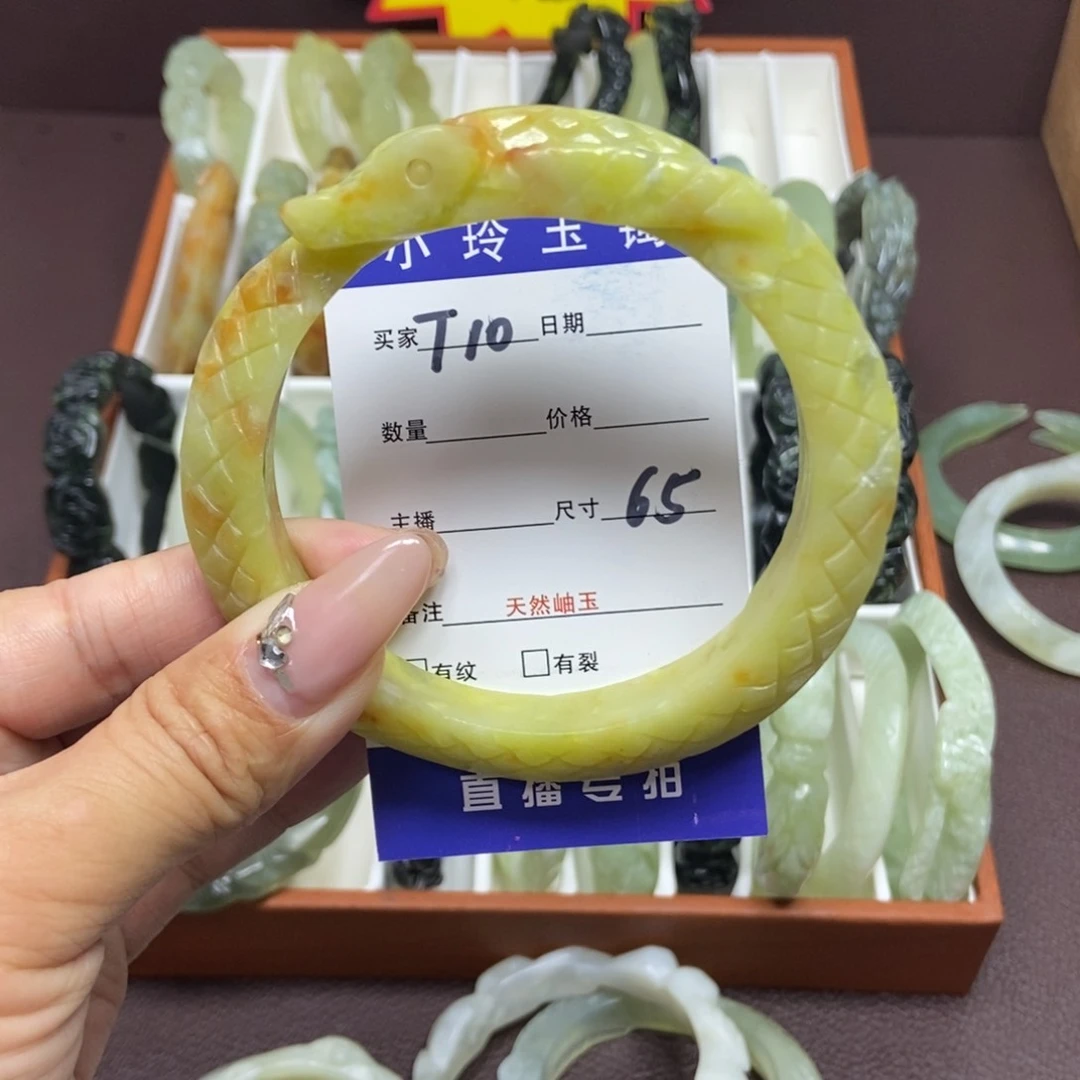 小玲玉
买家 T10 日期
数量 价格
主播 尺寸 65
备注 天然岫玉
□有纹 □有裂
直播专拍